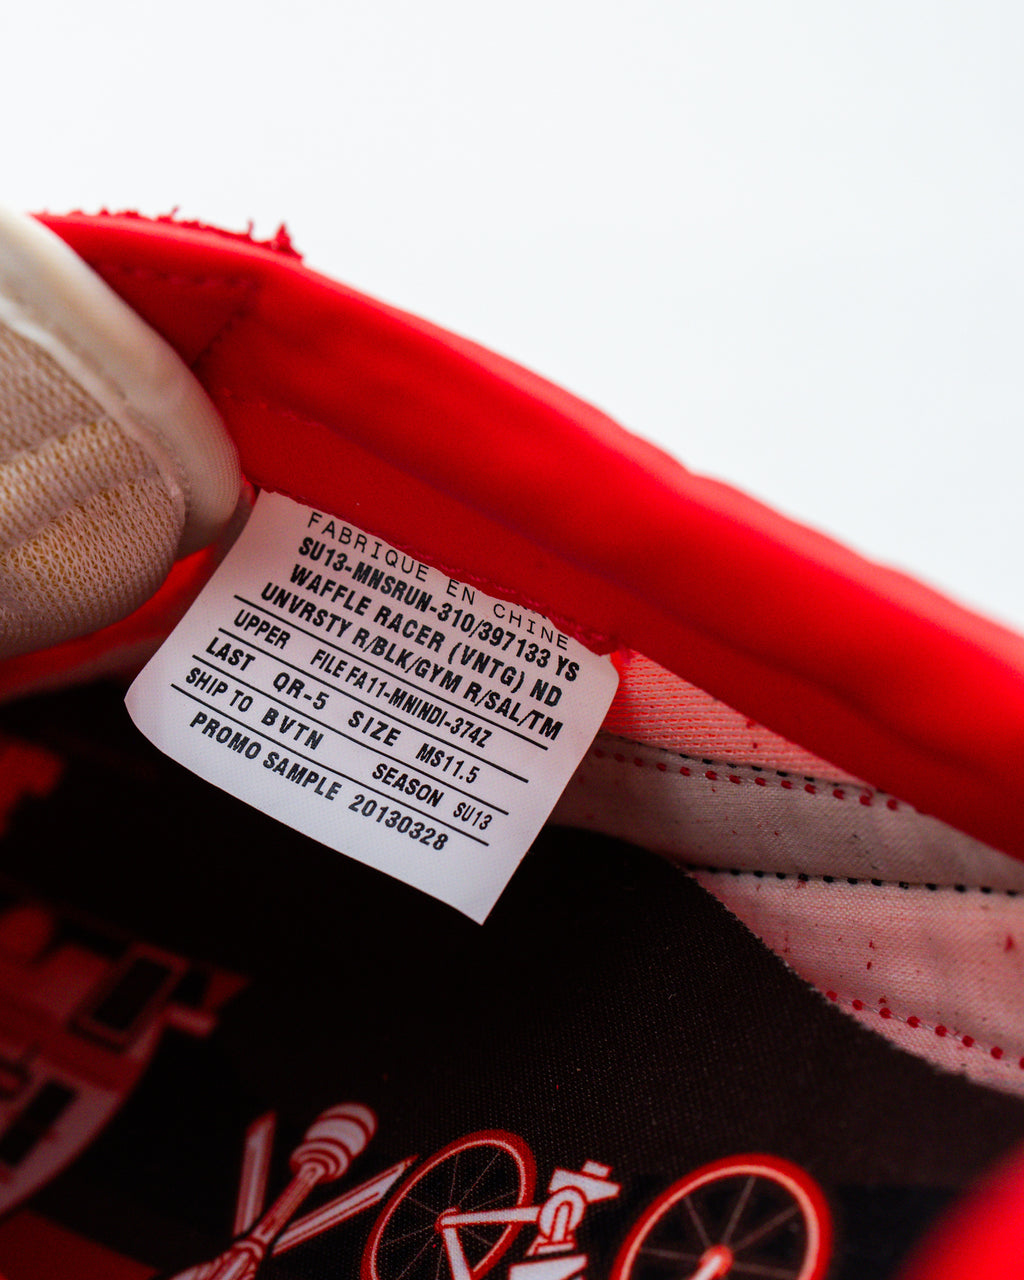 FABRIQUE EN CHINE
SU13-MNSRUN-310/397133 YS
WAFFLE RACER (VNTG) ND
UNVRSTY R/BLK/GYM R/SAL/TM
UPPER FILE FA11-MNINDI-374Z
LAST QR-5 SIZE MS11.5
SHIP TO BVTN SEASON SU13
PROMO SAMPLE 20130328